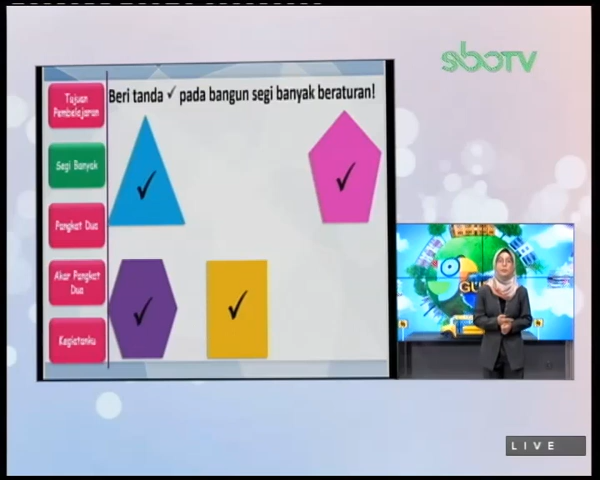 sboTV
Beri tanda ✓ pada bangun segi banyak beraturan!
Tujuan
Pembelajaran
Segi Banyak
Pangkat Dua
Akar Pangkat
Dua
Kegiatanku
GU
LIVE